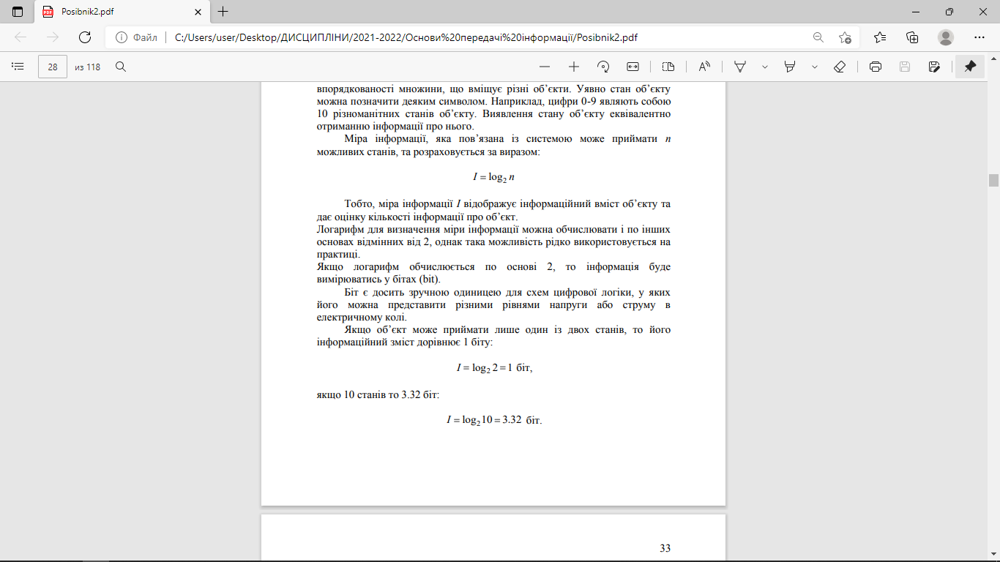 Posibnik2.pdf
Файл C:/Users/user/Desktop/ДИСЦИПЛІНИ/2021-2022/Основи%20передачі%20інформації/Posibnik2.pdf
28 из 118
впорядкованості множини, що вміщує різні об’єкти. Уявно стан об’єкту
можна позначити деяким символом. Наприклад, цифри 0-9 являють собою
10 різноманітних станів об’єкту. Виявлення стану об’єкту еквівалентно
отриманню інформації про нього.
Міра інформації, яка пов’язана із системою може приймати n
можливих станів, та розраховується за виразом:
I = log₂ n
Тобто, міра інформації I відображує інформаційний вміст об’єкту та
дає оцінку кількості інформації про об’єкт.
Логарифм для визначення міри інформації можна обчислювати і по інших
основах відмінних від 2, однак така можливість рідко використовується на
практиці.
Якщо логарифм обчислюється по основі 2, то інформація буде
вимірюватись у бітах (bit).
Біт є досить зручною одиницею для схем цифрової логіки, у яких
його можна представити різними рівнями напруги або струму в
електричному колі.
Якщо об’єкт може приймати лише один із двох станів, то його
інформаційний зміст дорівнює 1 біту:
I = log₂ 2 = 1 біт,
якщо 10 станів то 3.32 біт:
I = log₂ 10 = 3.32 біт.
33